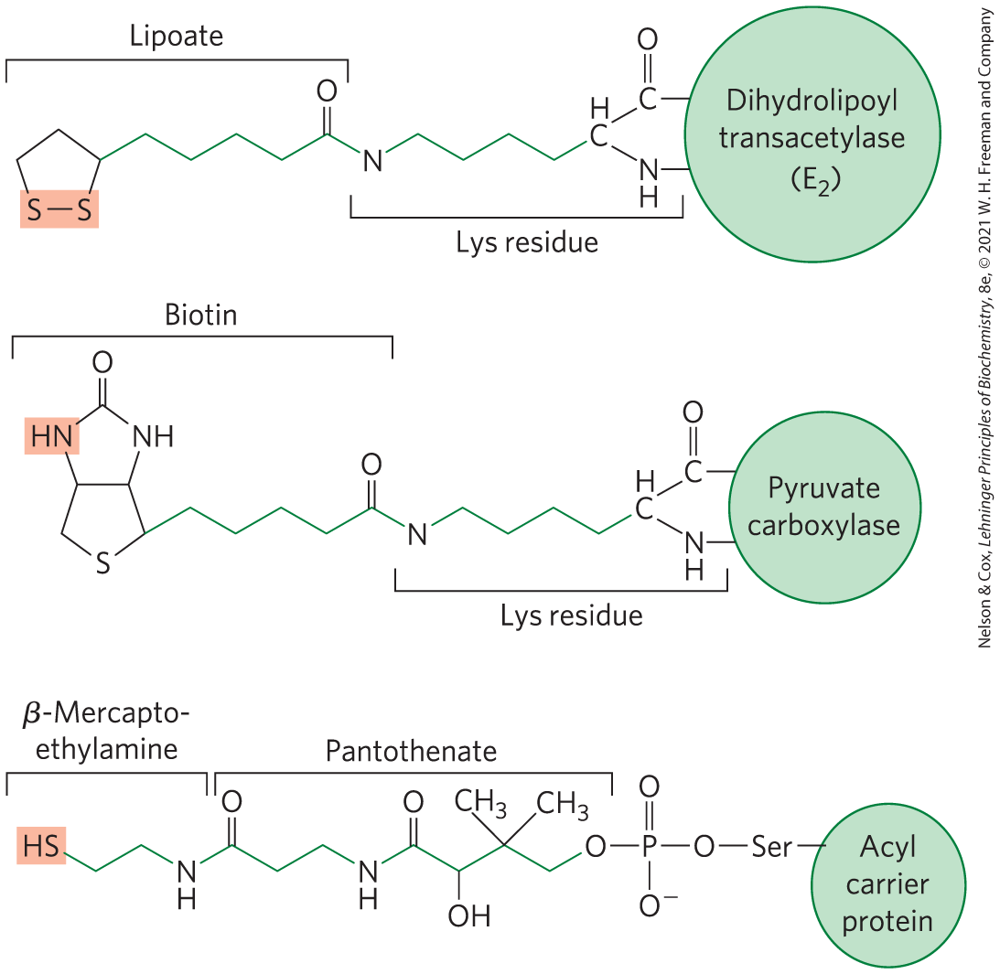 Lipoate
O
O
H
C
C
N
N
H
S—S
Lys residue
Dihydrolipoyl
transacetylase
(E₂)
Biotin
O
HN
NH
S
O
N
O
H
C
C
N
H
Lys residue
Pyruvate
carboxylase
β-Mercapto-
ethylamine
Pantothenate
HS
O
N
H
O
N
H
CH₃
CH₃
OH
O
O
P
O⁻
O
Ser
Acyl
carrier
protein
Nelson & Cox, Lehninger Principles of Biochemistry, 8e, © 2021 W. H. Freeman and Company